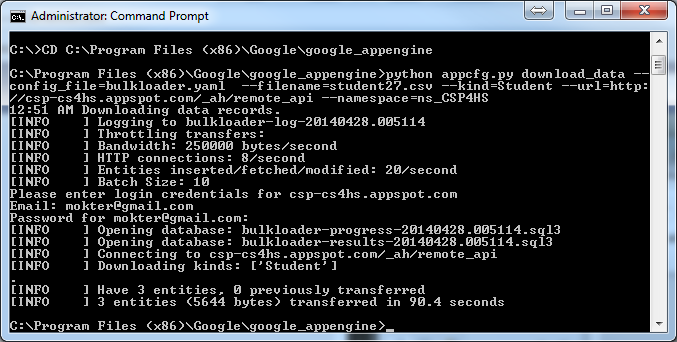 Administrator: Command Prompt
C:\>CD C:\Program Files (x86)\Google\google_appengine
C:\Program Files (x86)\Google\google_appengine>python appcfg.py download_data --
config_file=bulkloader.yaml  --filename=student27.csv --kind=Student --url=http:
//csp-cs4hs.appspot.com/_ah/remote_api --namespace=ns_CSP4HS
12:51 AM Downloading data records.
[INFO    ] Logging to bulkloader-log-20140428.005114
[INFO    ] Throttling transfers:
[INFO    ] Bandwidth: 250000 bytes/second
[INFO    ] HTTP connections: 8/second
[INFO    ] Entities inserted/fetched/modified: 20/second
[INFO    ] Batch Size: 10
Please enter login credentials for csp-cs4hs.appspot.com
Email: mokter@gmail.com
Password for mokter@gmail.com:
[INFO    ] Opening database: bulkloader-progress-20140428.005114.sql3
[INFO    ] Opening database: bulkloader-results-20140428.005114.sql3
[INFO    ] Connecting to csp-cs4hs.appspot.com/_ah/remote_api
[INFO    ] Downloading kinds: ['Student']
.
[INFO    ] Have 3 entities, 0 previously transferred
[INFO    ] 3 entities (5644 bytes) transferred in 90.4 seconds
C:\Program Files (x86)\Google\google_appengine>_